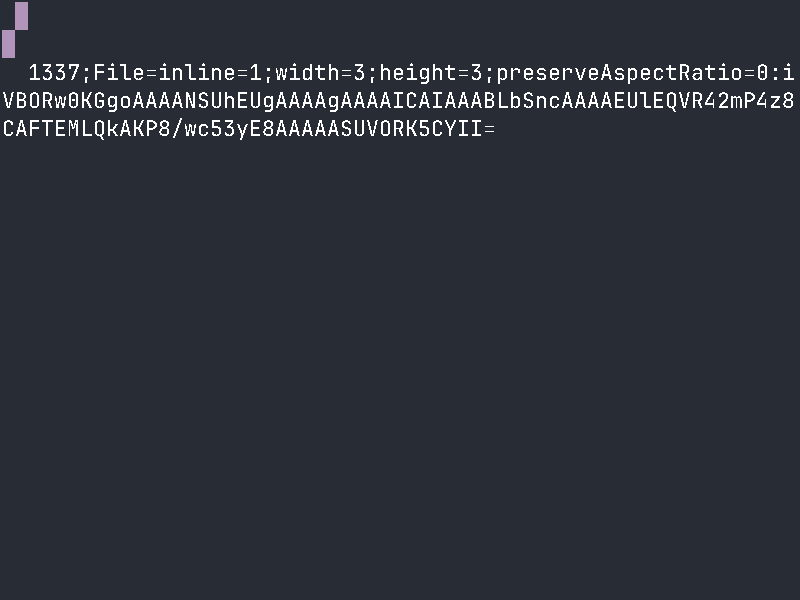 1337;File=inline=1;width=3;height=3;preserveAspectRatio=0:i
VBORw0KGgoAAAANSUhEUgAAAAgAAAAICAIAAABLbSncAAAAEUlEQVR42mP4z8
CAFTEMLQkAKP8/wc53yE8AAAAASUVORK5CYII=